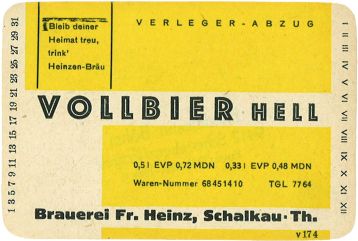 Bleib deiner
Heimat treu,
trink'
Heinzen-Bräu
VERLEGER-ABZUG
VOLLBIER HELL
0,5 l EVP 0,72 MDN 0,33 l EVP 0,48 MDN
Waren-Nummer 68451410 TGL 7764
Brauerei Fr. Heinz, Schalkau-Th.
v 174
1 3 5 7 9 11 13 15 17 19 21 23 25 27 29 31
I II III IV V VI VII VIII IX X XI XII